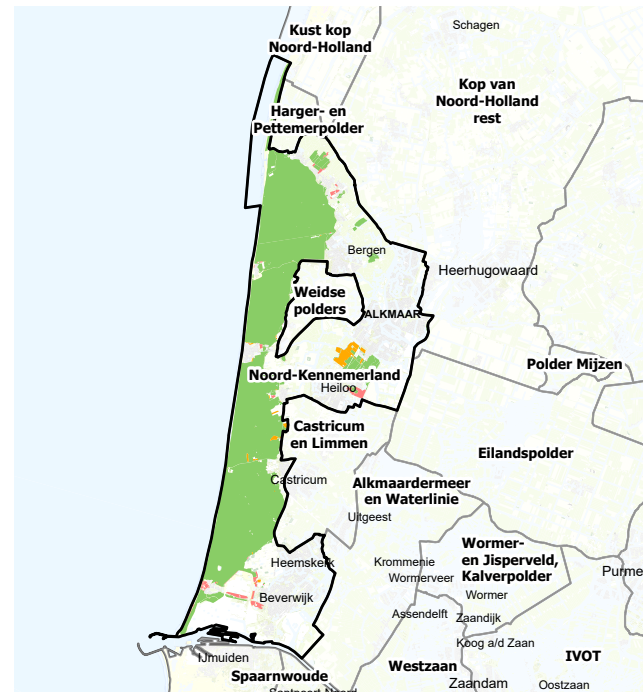 Schagen
Kust kop
Noord-Holland
Kop van
Noord-Holland
rest
Harger- en
Pettemerpolder
Bergen
Heerhugowaard
Weidse
polders
ALKMAAR
Polder Mijzen
Noord-Kennemerland
Heiloo
Castricum
en Limmen
Eilandspolder
Castricum
Alkmaardermeer
en Waterlinie
Uitgeest
Wormer-
en Jisperveld,
Kalverpolder
Heemskerk
Krommenie
Wormerveer
Purme
Wormer
Beverwijk
Assendelft
Zaandijk
Koog a/d Zaan
IJmuiden
Westzaan
IVOT
Spaarnwoude
Zaandam
Oostzaan
Santpoort-Noord